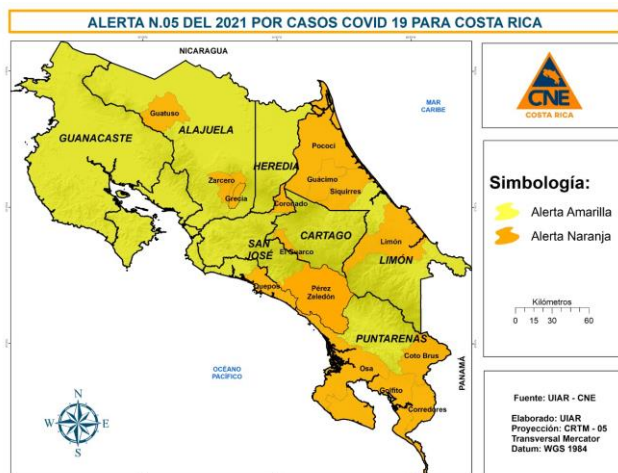 ALERTA N.05 DEL 2021 POR CASOS COVID 19 PARA COSTA RICA
NICARAGUA
MAR
CARIBE
Guatuso
ALAJUELA
GUANACASTE
HEREDIA
Pococí
Zarcero
Grecia
Guácimo
Siquirres
Coronado
SAN
JOSÉ
CARTAGO
El Guarco
Limón
LIMÓN
Quepos
Pérez
Zeledón
PUNTARENAS
Coto Brus
Osa
Golfito
Corredores
OCÉANO
PACÍFICO
PANAMÁ
N
W
E
S
CNE
COSTA RICA
Simbología:
Alerta Amarilla
Alerta Naranja
Kilómetros
0 15 30 60
Fuente: UIAR - CNE
Elaborado: UIAR
Proyección: CRTM - 05
Transversal Mercator
Datum: WGS 1984